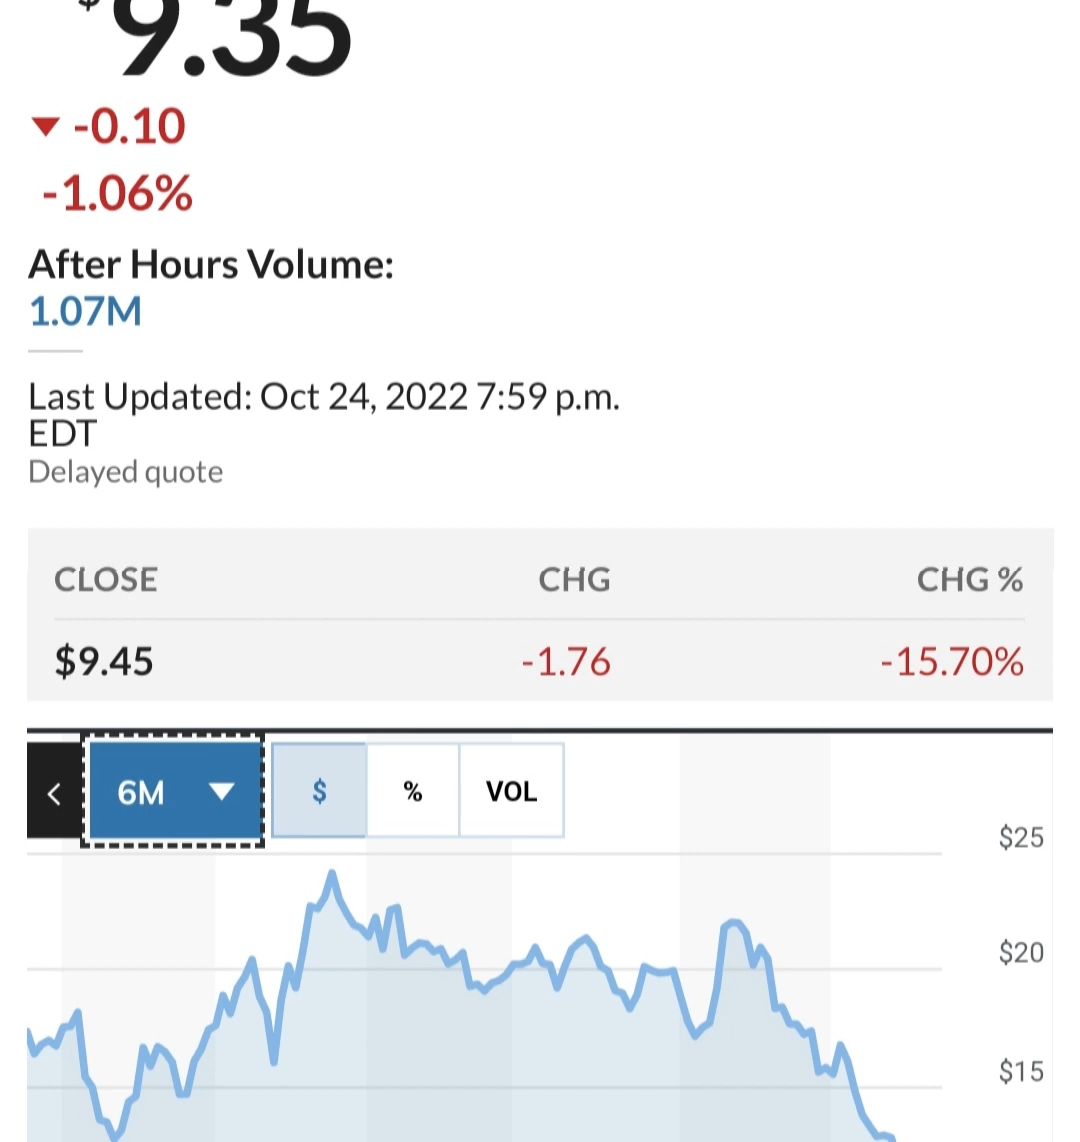 $9.35
-0.10
-1.06%
After Hours Volume:
1.07M
Last Updated: Oct 24, 2022 7:59 p.m.
EDT
Delayed quote
CLOSE CHG CHG %
$9.45 -1.76 -15.70%
6M $ % VOL
$25
$20
$15